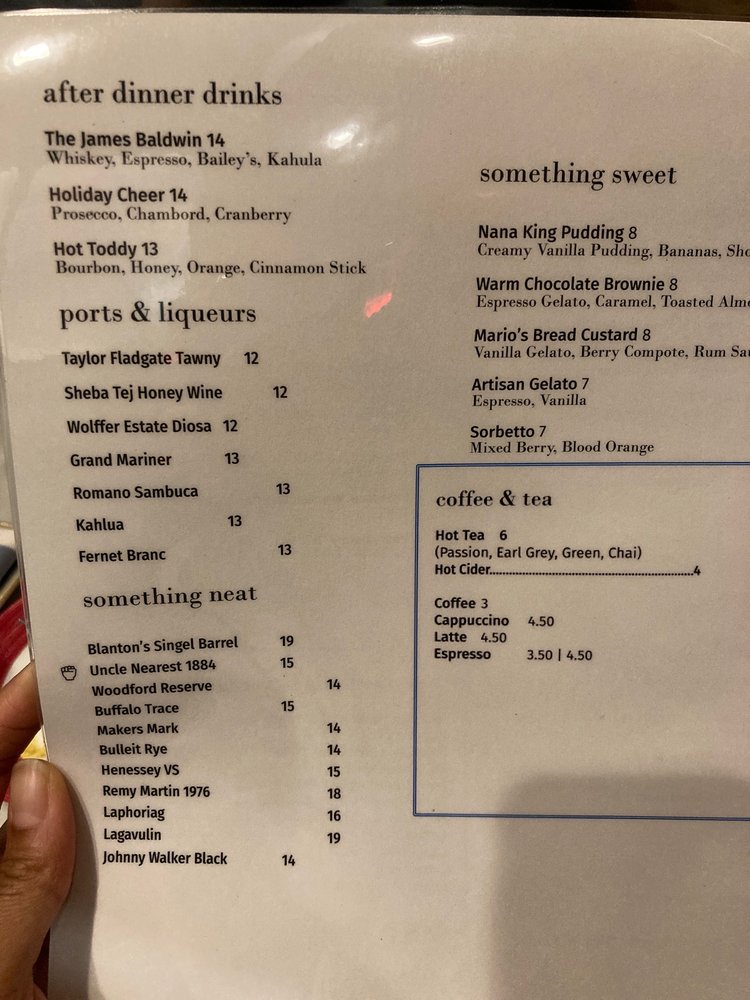 after dinner drinks
The James Baldwin 14
Whiskey, Espresso, Bailey's, Kahula
Holiday Cheer 14
Prosecco, Chambord, Cranberry
Hot Toddy 13
Bourbon, Honey, Orange, Cinnamon Stick
ports & liqueurs
Taylor Fladgate Tawny 12
Sheba Tej Honey Wine 12
Wolffer Estate Diosa 12
Grand Mariner 13
Romano Sambuca 13
Kahlua 13
Fernet Branc 13
something neat
Blanton's Singel Barrel 19
Uncle Nearest 1884 15
Woodford Reserve 14
Buffalo Trace 15
Makers Mark 14
Bulleit Rye 14
Henessey VS 15
Remy Martin 1976 18
Laphoriag 16
Lagavulin 19
Johnny Walker Black 14
something sweet
Nana King Pudding 8
Creamy Vanilla Pudding, Bananas,
Warm Chocolate Brownie 8
Espresso Gelato, Caramel, Toasted
Mario's Bread Custard 8
Vanilla Gelato, Berry Compote, Rum
Artisan Gelato 7
Espresso, Vanilla
Sorbetto 7
Mixed Berry, Blood Orange
coffee & tea
Hot Tea 6
(Passion, Earl Grey, Green, Chai)
Hot Cider..........................................................4
Coffee 3
Cappuccino 4.50
Latte 4.50
Espresso 3.50 | 4.50